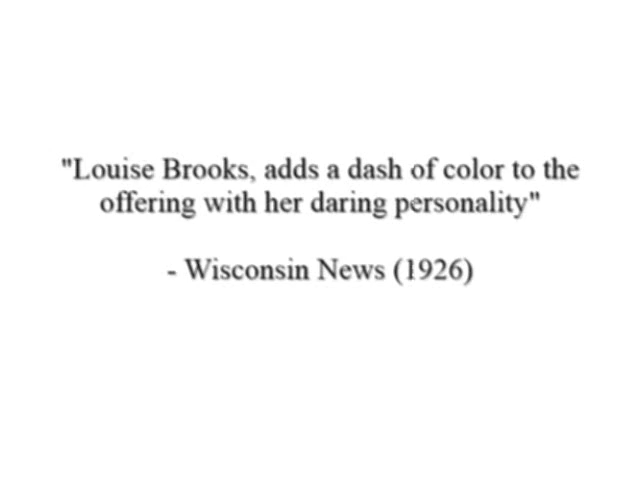 "Louise Brooks, adds a dash of color to the
offering with her daring personality"
- Wisconsin News (1926)